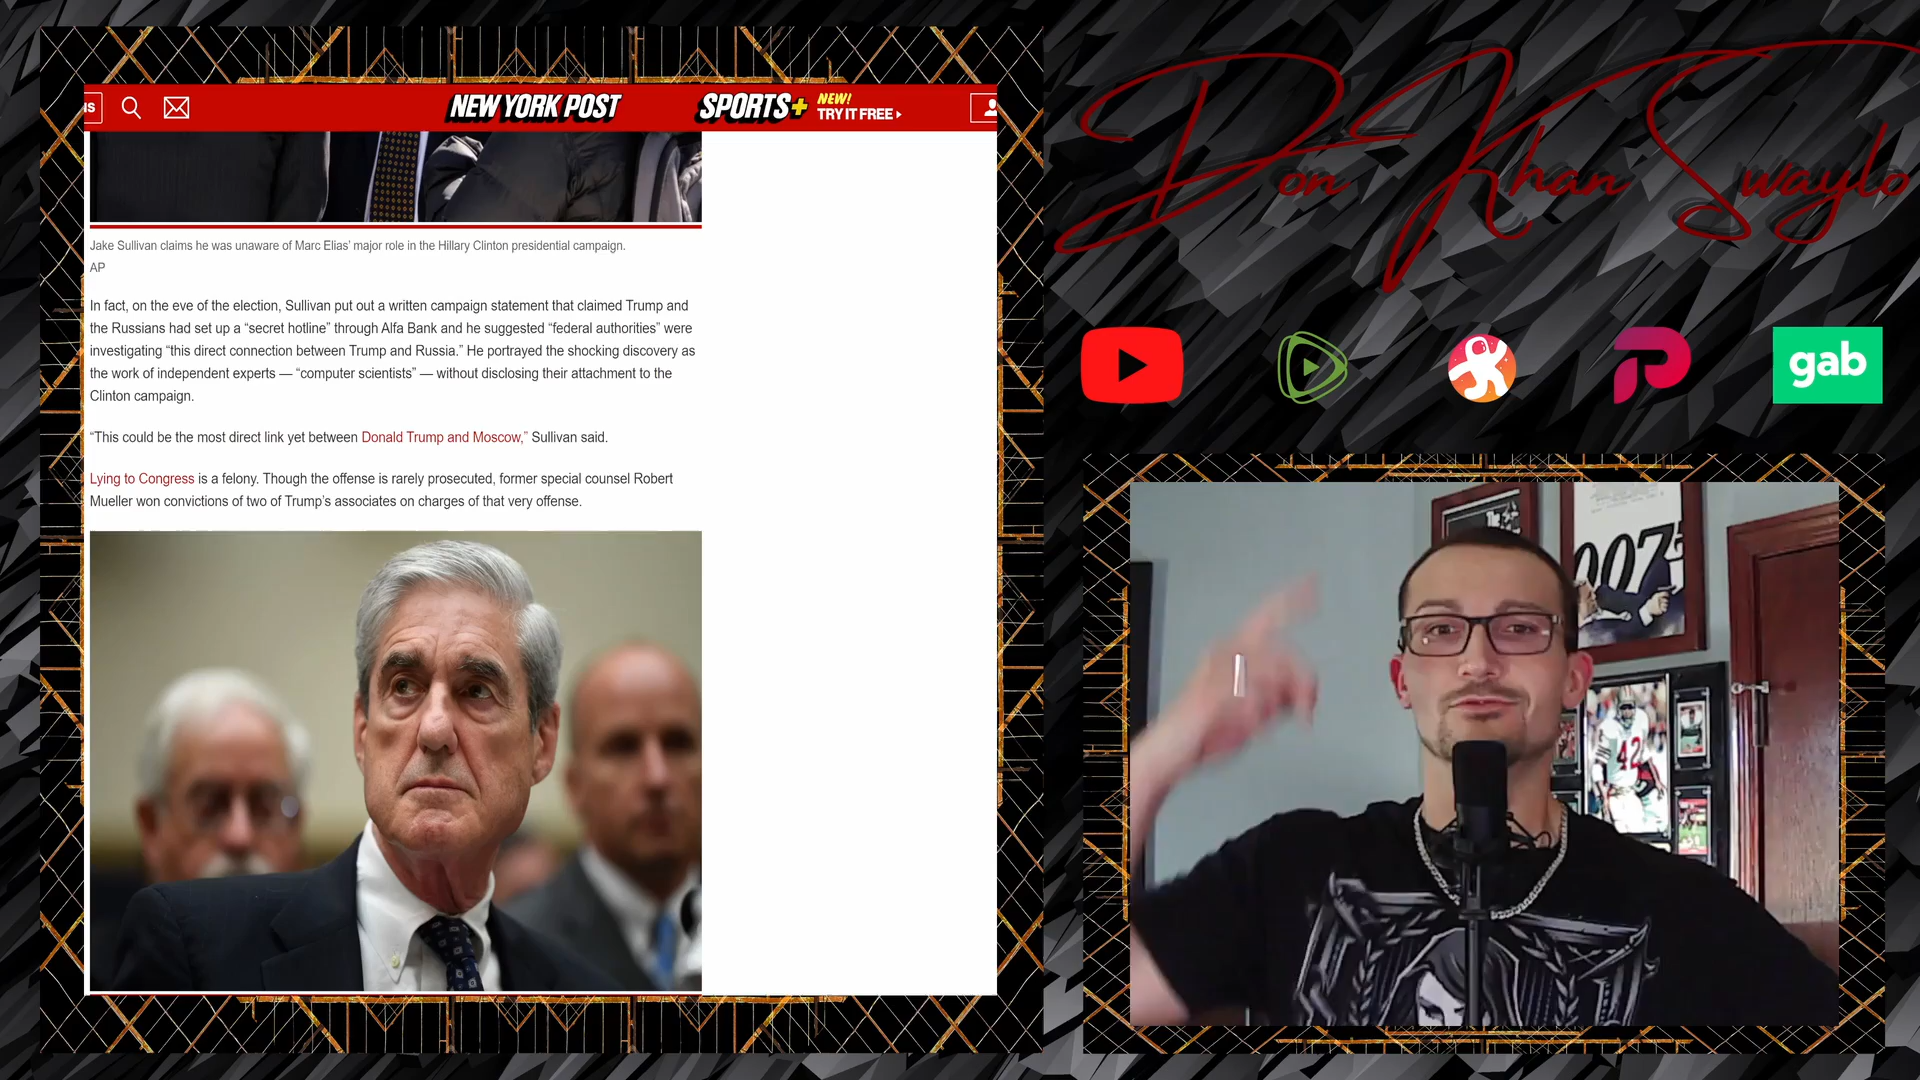 NS
NEW YORK POST
SPORTS+
NEW!
TRY IT FREE
Jake Sullivan claims he was unaware of Marc Elias' major role in the Hillary Clinton presidential campaign.
AP
In fact, on the eve of the election, Sullivan put out a written campaign statement that claimed Trump and
the Russians had set up a “secret hotline” through Alfa Bank and he suggested “federal authorities” were
investigating “this direct connection between Trump and Russia.” He portrayed the shocking discovery as
the work of independent experts — “computer scientists” — without disclosing their attachment to the
Clinton campaign.
“This could be the most direct link yet between Donald Trump and Moscow,” Sullivan said.
Lying to Congress is a felony. Though the offense is rarely prosecuted, former special counsel Robert
Mueller won convictions of two of Trump's associates on charges of that very offense.
Don Khan Swaylo
gab
007
42